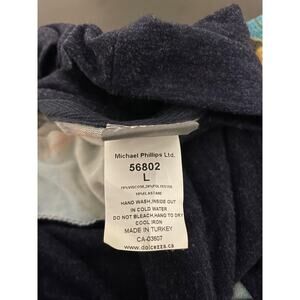 Michael Phillips Ltd.
56802
L
HAND WASH, INSIDE OUT
IN COLD WATER
DO NOT BLEACH, HANG TO DRY
COOL IRON
MADE IN TURKEY
CA-03607
www.dolcezza.ca